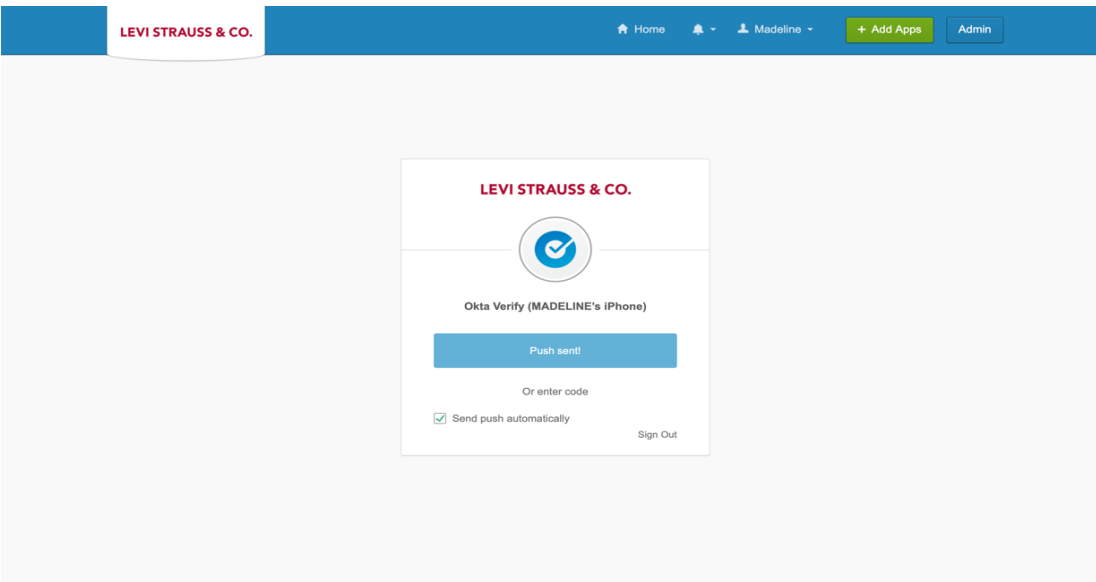 LEVI STRAUSS & CO.
Home
Madeline
+ Add Apps
Admin
LEVI STRAUSS & CO.
Okta Verify (MADELINE's iPhone)
Push sent!
Or enter code
Send push automatically
Sign Out